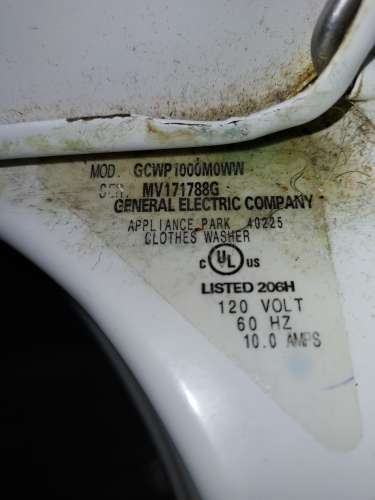 MOD. GCWP1000M0WW
SER. MV171788G
GENERAL ELECTRIC COMPANY
APPLIANCE PARK 40225
CLOTHES WASHER
C UL US
LISTED 206H
120 VOLT
60 HZ
10.0 AMPS